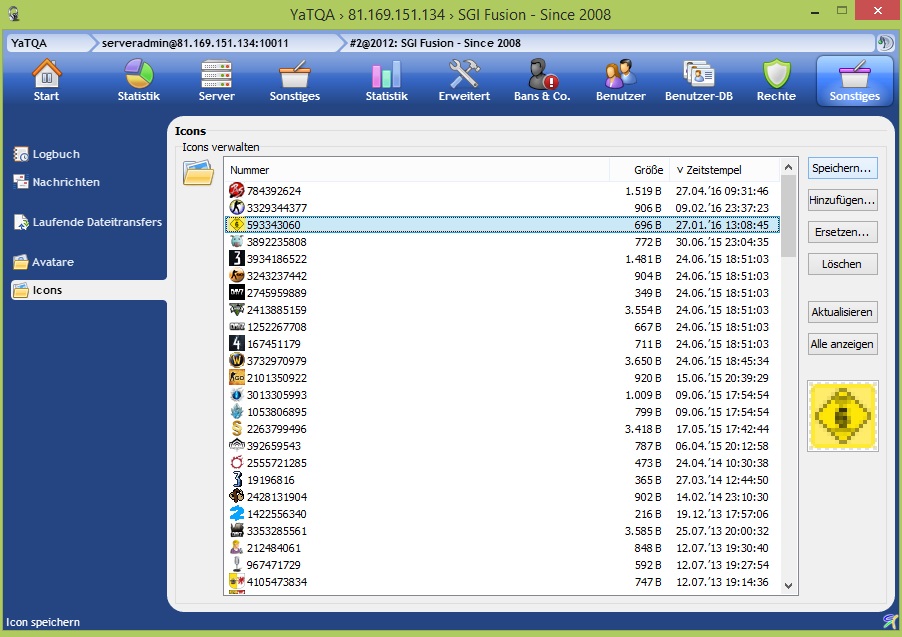 YaTQA › 81.169.151.134 › SGI Fusion - Since 2008
YaTQA serveradmin@81.169.151.134:10011 #2@2012: SGI Fusion - Since 2008
Start Statistik Server Sonstiges Statistik Erweitert Bans & Co. Benutzer Benutzer-DB Rechte Sonstiges
Logbuch
Nachrichten
Laufende Dateitransfers
Avatare
Icons
Icons
Icons verwalten
Nummer Größe Zeitstempel
784392624 1.519 B 27.04.'16 09:31:46
3329344377 906 B 09.02.'16 23:37:23
593343060 696 B 27.01.'16 13:08:45
3892235808 772 B 30.06.'15 23:04:35
3934186522 1.481 B 24.06.'15 18:51:03
3243237442 904 B 24.06.'15 18:51:03
2745959889 349 B 24.06.'15 18:51:03
2413885159 3.554 B 24.06.'15 18:51:03
1252267708 667 B 24.06.'15 18:51:03
167451179 711 B 24.06.'15 18:51:03
3732970979 3.650 B 24.06.'15 18:45:34
2101350922 920 B 15.06.'15 20:39:29
3013305993 1.009 B 09.06.'15 17:54:54
1053806895 799 B 09.06.'15 17:54:54
2263799496 3.418 B 17.05.'15 17:42:44
392659543 787 B 06.04.'15 20:12:58
2555721285 473 B 24.04.'14 10:30:38
19196816 365 B 27.03.'14 12:44:50
2428131904 902 B 14.02.'14 23:10:30
1422556340 216 B 19.12.'13 17:57:06
3353285561 3.585 B 25.07.'13 20:00:32
212484061 848 B 12.07.'13 19:30:40
967471729 592 B 12.07.'13 19:27:54
4105473834 747 B 12.07.'13 19:14:36
Speichern...
Hinzufügen...
Ersetzen...
Löschen
Aktualisieren
Alle anzeigen
Icon speichern